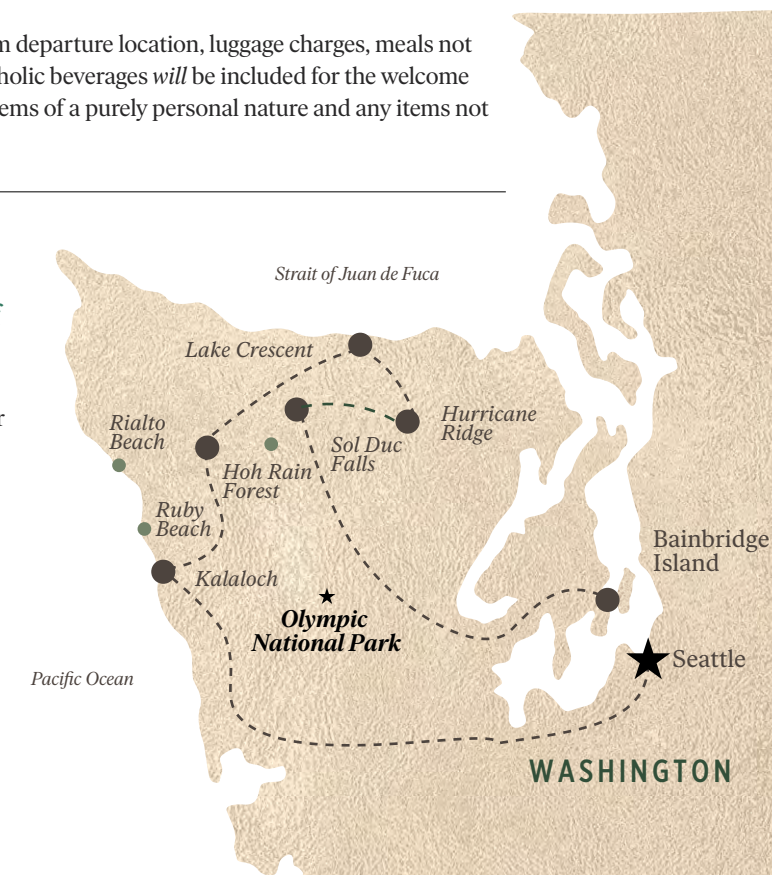 departure location, luggage charges, meals not
beverages will be included for the welcome
of a purely personal nature and any items not
Strait of Juan de Fuca
Lake Crescent
Hurricane
Ridge
Rialto
Beach
Sol Duc
Falls
Hoh Rain
Forest
Ruby
Beach
Bainbridge
Island
Kalaloch
Olympic
National Park
Seattle
Pacific Ocean
WASHINGTON